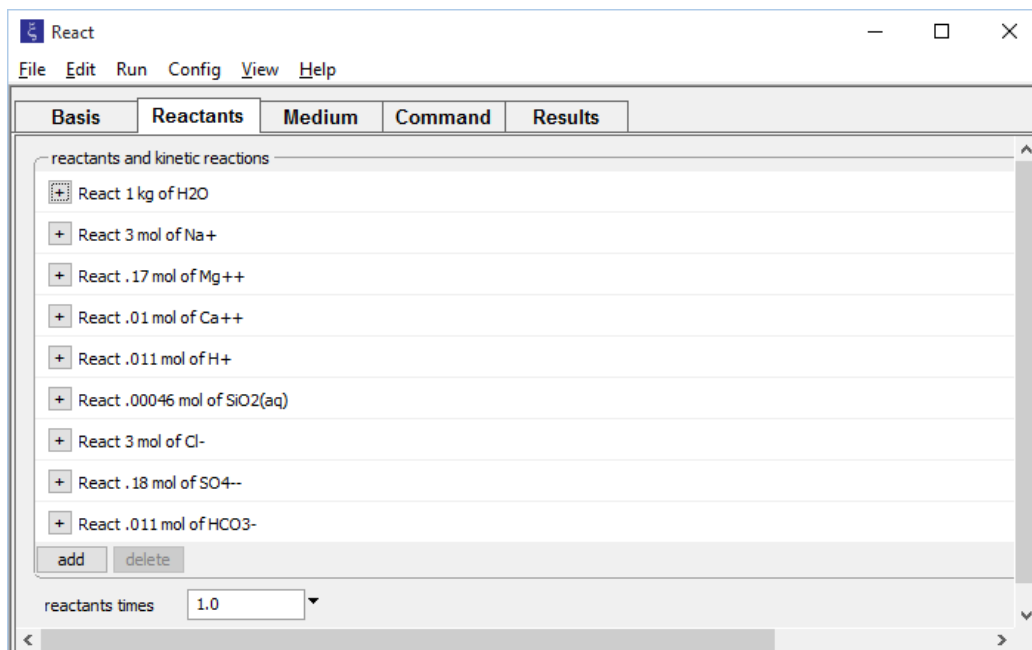 ξ React
File Edit Run Config View Help
Basis Reactants Medium Command Results
reactants and kinetic reactions
+ React 1 kg of H2O
+ React 3 mol of Na+
+ React .17 mol of Mg++
+ React .01 mol of Ca++
+ React .011 mol of H+
+ React .00046 mol of SiO2(aq)
+ React 3 mol of Cl-
+ React .18 mol of SO4--
+ React .011 mol of HCO3-
add delete
reactants times 1.0